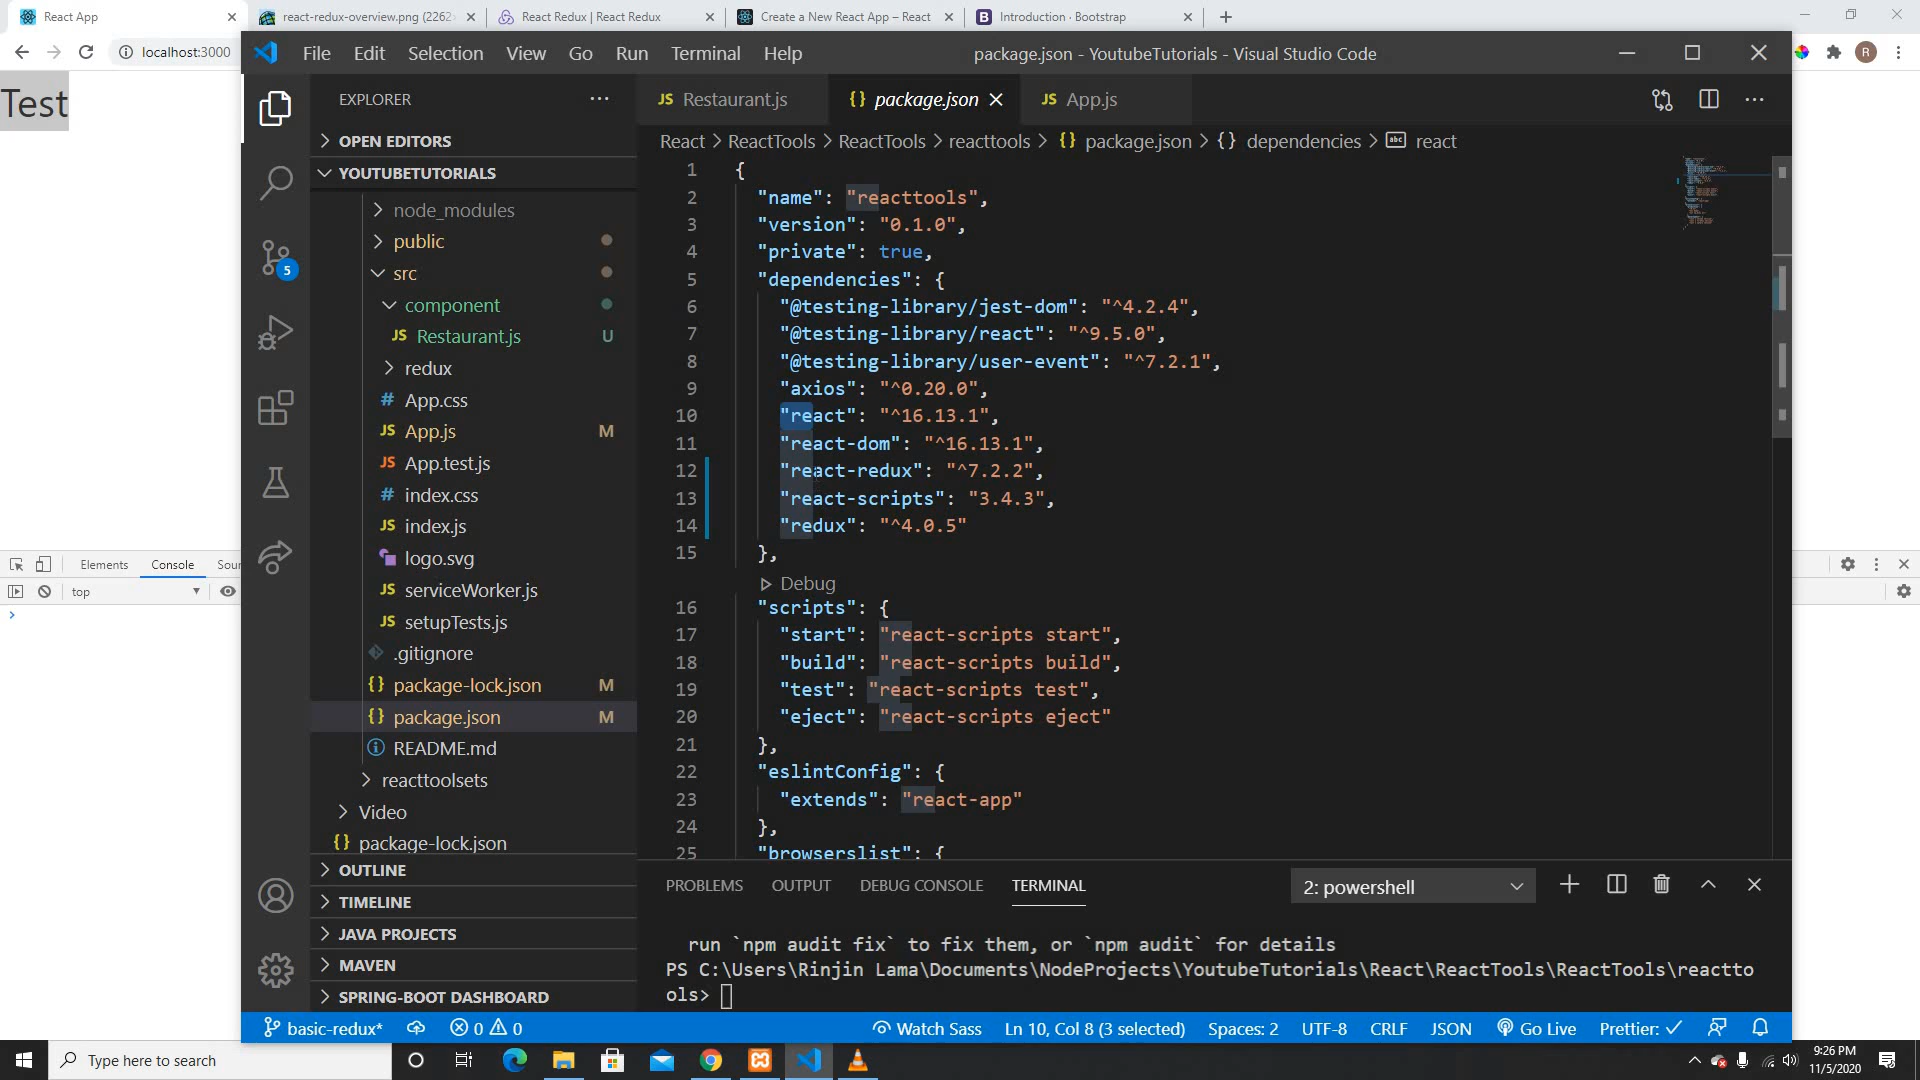 React App
react-redux-overview.png (2262
React Redux | React Redux
Create a New React App – React
Introduction · Bootstrap
localhost:3000
R
Test
Elements
Console
Sour
top
File Edit Selection View Go Run Terminal Help
package.json - YoutubeTutorials - Visual Studio Code
EXPLORER
OPEN EDITORS
YOUTUBETUTORIALS
node_modules
public
src
component
JS Restaurant.js U
redux
# App.css
JS App.js M
JS App.test.js
# index.css
JS index.js
logo.svg
JS serviceWorker.js
JS setupTests.js
.gitignore
{} package-lock.json M
{} package.json M
README.md
reacttoolsets
Video
{} package-lock.json
OUTLINE
TIMELINE
JAVA PROJECTS
MAVEN
SPRING-BOOT DASHBOARD
5
JS Restaurant.js
{} package.json
JS App.js
React > ReactTools > ReactTools > reacttools > {} package.json > {} dependencies > abc react
1 {
2 "name": "reacttools",
3 "version": "0.1.0",
4 "private": true,
5 "dependencies": {
6 "@testing-library/jest-dom": "^4.2.4",
7 "@testing-library/react": "^9.5.0",
8 "@testing-library/user-event": "^7.2.1",
9 "axios": "^0.20.0",
10 "react": "^16.13.1",
11 "react-dom": "^16.13.1",
12 "react-redux": "^7.2.2",
13 "react-scripts": "3.4.3",
14 "redux": "^4.0.5"
15 },
Debug
16 "scripts": {
17 "start": "react-scripts start",
18 "build": "react-scripts build",
19 "test": "react-scripts test",
20 "eject": "react-scripts eject"
21 },
22 "eslintConfig": {
23 "extends": "react-app"
24 },
25 "browserslist": {
PROBLEMS OUTPUT DEBUG CONSOLE TERMINAL
2: powershell
run `npm audit fix` to fix them, or `npm audit` for details
PS C:\Users\Rinjin Lama\Documents\NodeProjects\YoutubeTutorials\React\ReactTools\ReactTools\reactto
ols>
basic-redux* 0 0 Watch Sass Ln 10, Col 8 (3 selected) Spaces: 2 UTF-8 CRLF JSON Go Live Prettier: ✓
Type here to search
9:26 PM
11/5/2020